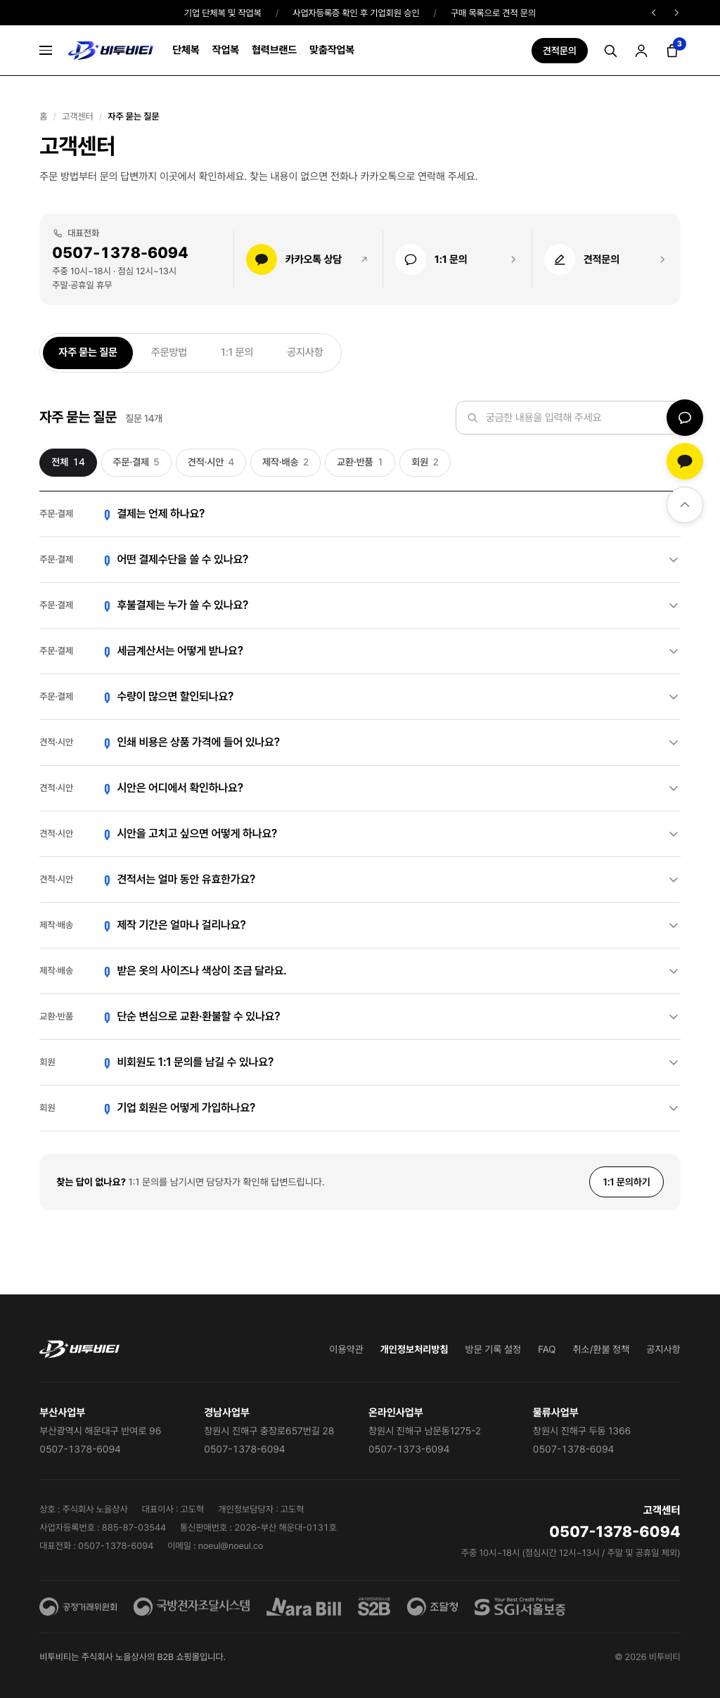 기업 단체복 및 작업복 / 사업자등록증 확인 후 기업회원 승인 / 구매 목록으로 견적 문의
비투비티 단체복 작업복 협력브랜드 맞춤작업복 견적문의 3
홈 / 고객센터 / 자주 묻는 질문
고객센터
주문 방법부터 문의 답변까지 이곳에서 확인하세요. 찾는 내용이 없으면 전화나 카카오톡으로 연락해 주세요.
대표전화
0507-1378-6094
주중 10시~18시 · 점심 12시~13시
주말·공휴일 휴무
카카오톡 상담
1:1 문의
견적문의
자주 묻는 질문 주문방법 1:1 문의 공지사항
자주 묻는 질문 질문 14개
궁금한 내용을 입력해 주세요
전체 14 주문·결제 5 견적·시안 4 제작·배송 2 교환·반품 1 회원 2
주문·결제 Q 결제는 언제 하나요?
주문·결제 Q 어떤 결제수단을 쓸 수 있나요?
주문·결제 Q 후불결제는 누가 쓸 수 있나요?
주문·결제 Q 세금계산서는 어떻게 받나요?
주문·결제 Q 수량이 많으면 할인되나요?
견적·시안 Q 인쇄 비용은 상품 가격에 들어 있나요?
견적·시안 Q 시안은 어디에서 확인하나요?
견적·시안 Q 시안을 고치고 싶으면 어떻게 하나요?
견적·시안 Q 견적서는 얼마 동안 유효한가요?
제작·배송 Q 제작 기간은 얼마나 걸리나요?
제작·배송 Q 받은 옷의 사이즈나 색상이 조금 달라요.
교환·반품 Q 단순 변심으로 교환·환불할 수 있나요?
회원 Q 비회원도 1:1 문의를 남길 수 있나요?
회원 Q 기업 회원은 어떻게 가입하나요?
찾는 답이 없나요? 1:1 문의를 남기시면 담당자가 확인해 답변드립니다. 1:1 문의하기
비투비티 이용약관 개인정보처리방침 방문 기록 설정 FAQ 취소/환불 정책 공지사항
부산사업부 경남사업부 온라인사업부 물류사업부
부산광역시 해운대구 반여로 96 창원시 진해구 충장로657번길 28 창원시 진해구 남문동1275-2 창원시 진해구 두동 1366
0507-1378-6094 0507-1378-6094 0507-1373-6094 0507-1378-6094
상호 : 주식회사 노을상사 대표이사 : 고도혁 개인정보담당자 : 고도혁
사업자등록번호 : 885-87-03544 통신판매번호 : 2026-부산 해운대-0131호
대표전화 : 0507-1378-6094 이메일 : noeul@noeul.co
고객센터
0507-1378-6094
주중 10시~18시 (점심시간 12시~13시 / 주말 및 공휴일 제외)
공정거래위원회 국방전자조달시스템 Nara Bill S2B 조달청 Your Best Credit Partner SGI서울보증
비투비티는 주식회사 노을상사의 B2B 쇼핑몰입니다. © 2026 비투비티